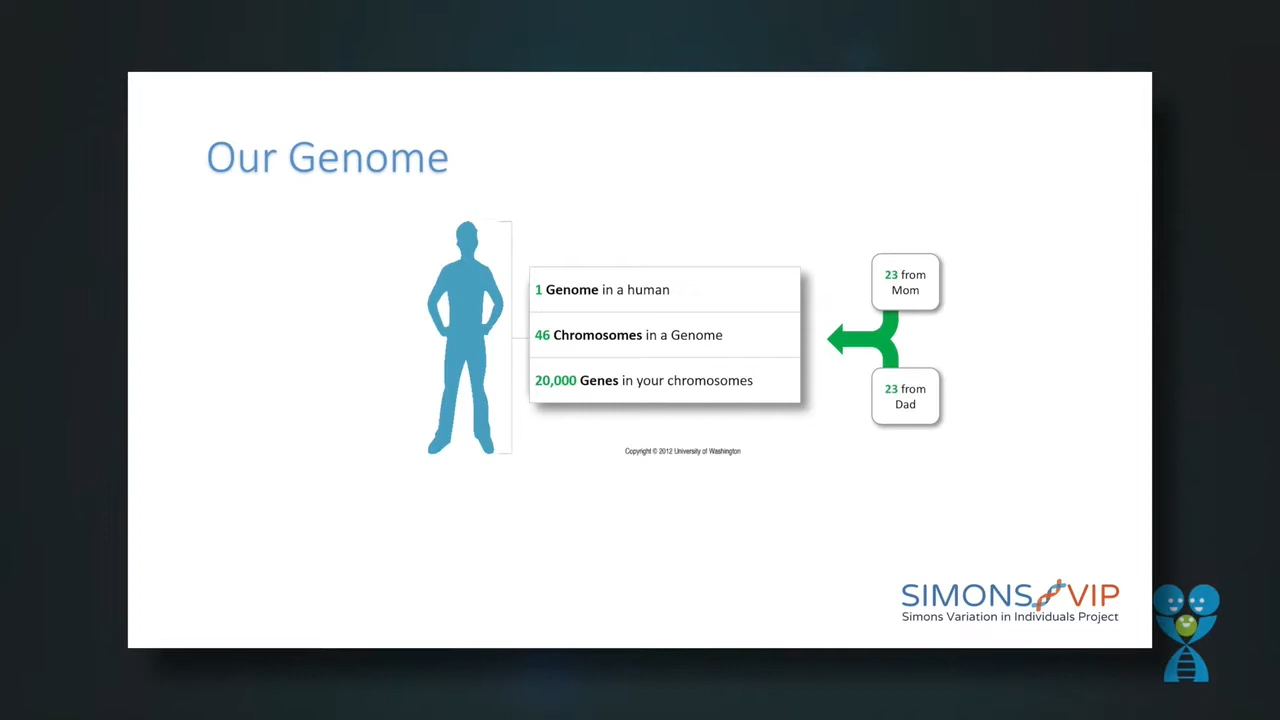 Our Genome
1 Genome in a human
46 Chromosomes in a Genome
20,000 Genes in your chromosomes
23 from
Mom
23 from
Dad
Copyright © 2012 University of Washington
SIMONS VIP
Simons Variation in Individuals Project